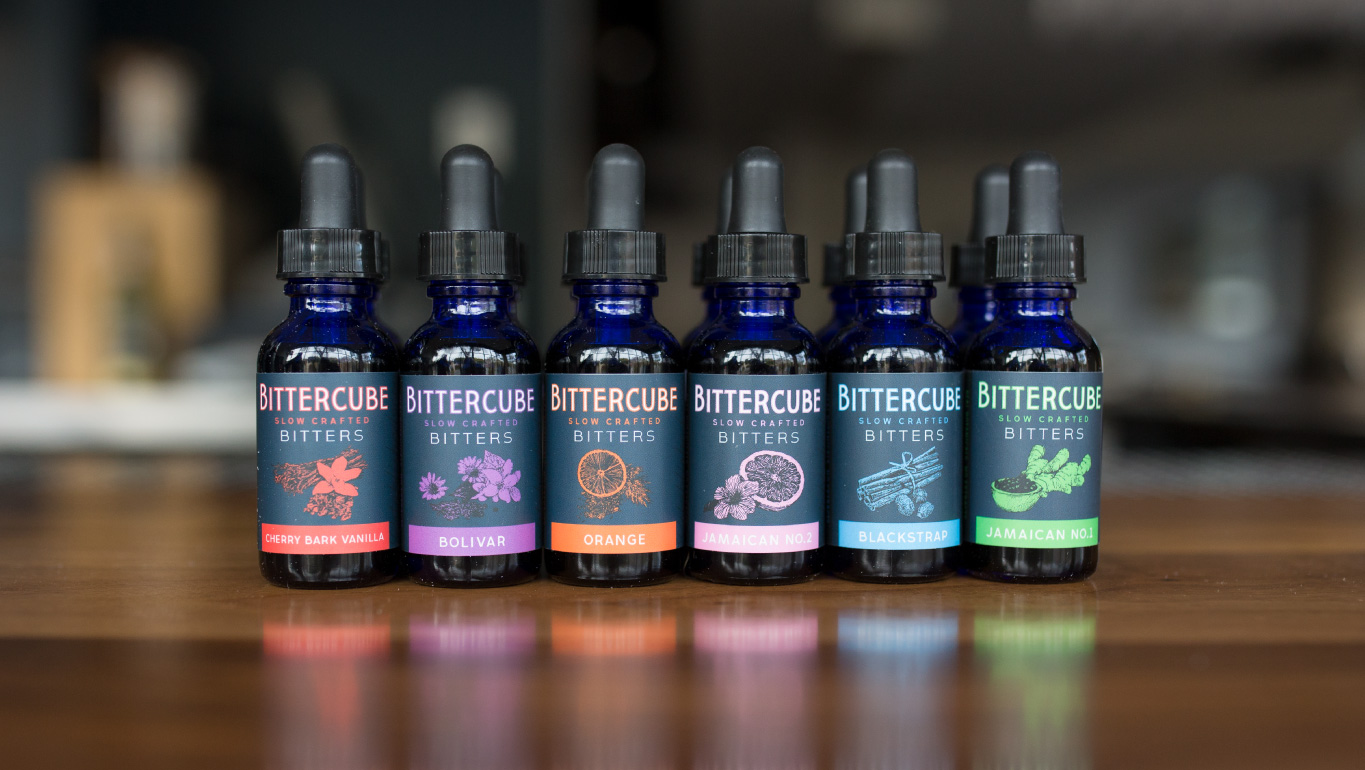 BITTERCUBE
SLOW CRAFTED
BITTERS
CHERRY BARK VANILLA
BITTERCUBE
SLOW CRAFTED
BITTERS
BOLIVAR
BITTERCUBE
SLOW CRAFTED
BITTERS
ORANGE
BITTERCUBE
SLOW CRAFTED
BITTERS
JAMAICAN NO.2
BITTERCUBE
SLOW CRAFTED
BITTERS
BLACKSTRAP
BITTERCUBE
SLOW CRAFTED
BITTERS
JAMAICAN NO.1